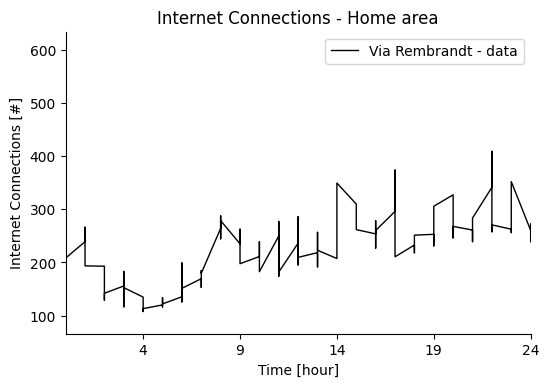 Internet Connections - Home area
Via Rembrandt - data
Internet Connections [#]
600
500
400
300
200
100
4
9
14
19
24
Time [hour]